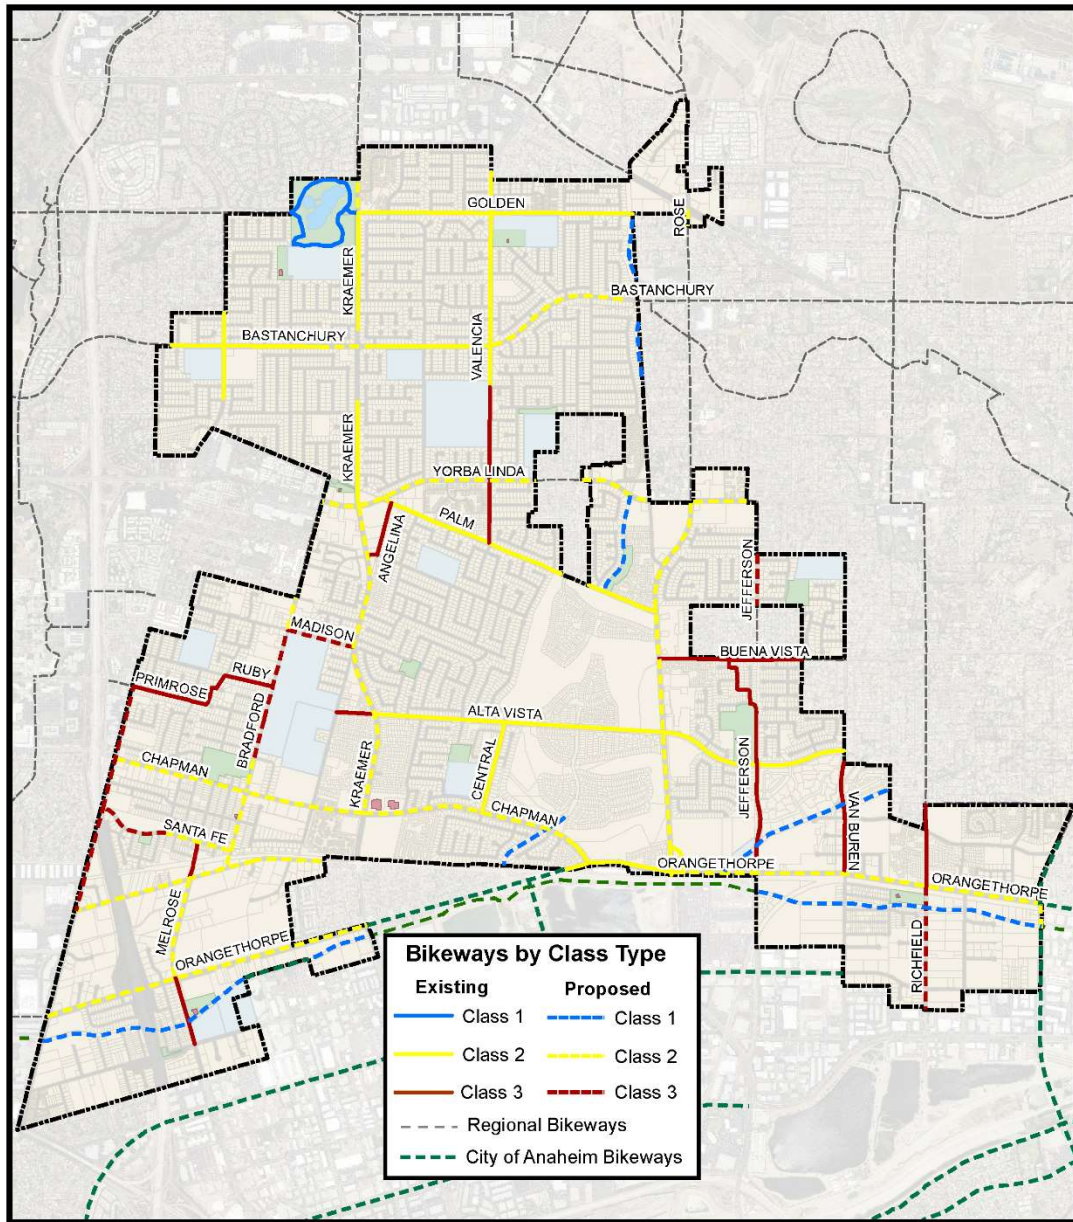 GOLDEN
ROSE
KRAEMER
BASTANCHURY
VALENCIA
BASTANCHURY
KRAEMER
YORBA LINDA
PALM
ANGELINA
JEFFERSON
MADISON
BUENA VISTA
RUBY
PRIMROSE
BRADFORD
ALTA VISTA
CHAPMAN
KRAEMER
CENTRAL
JEFFERSON
VAN BUREN
CHAPMAN
SANTA FE
ORANGETHORPE
ORANGETHORPE
MELROSE
ORANGETHORPE
RICHFIELD
Bikeways by Class Type
Existing Proposed
Class 1 Class 1
Class 2 Class 2
Class 3 Class 3
Regional Bikeways
City of Anaheim Bikeways